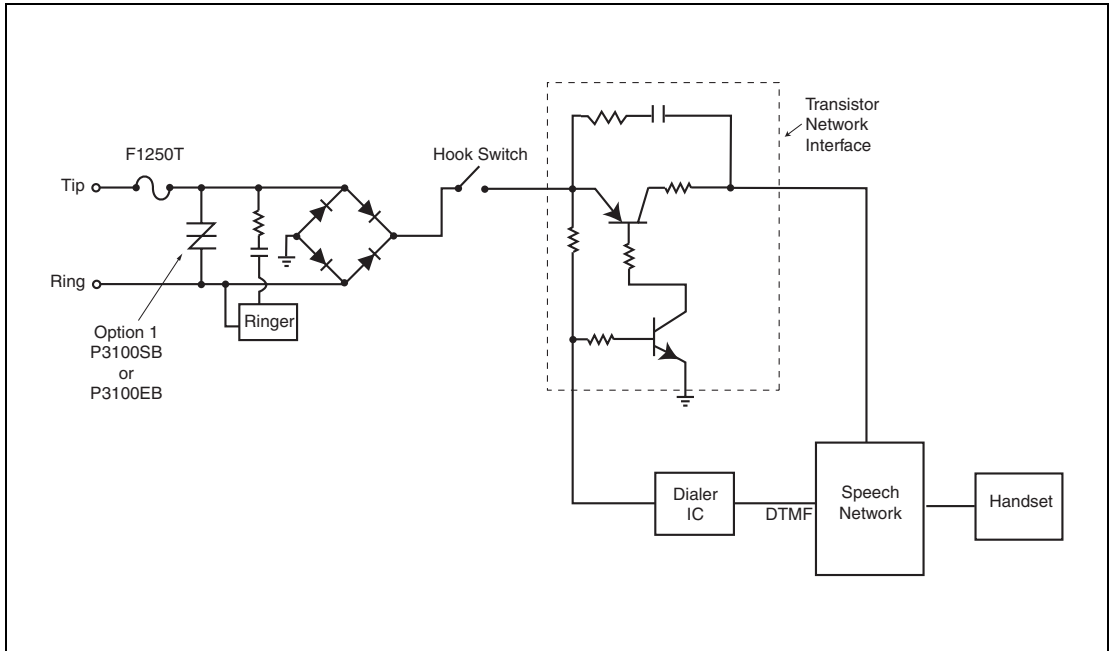 F1250T
Tip
Ring
Option 1
P3100SB
or
P3100EB
Ringer
Hook Switch
Transistor
Network
Interface
Dialer
IC
DTMF
Speech
Network
Handset